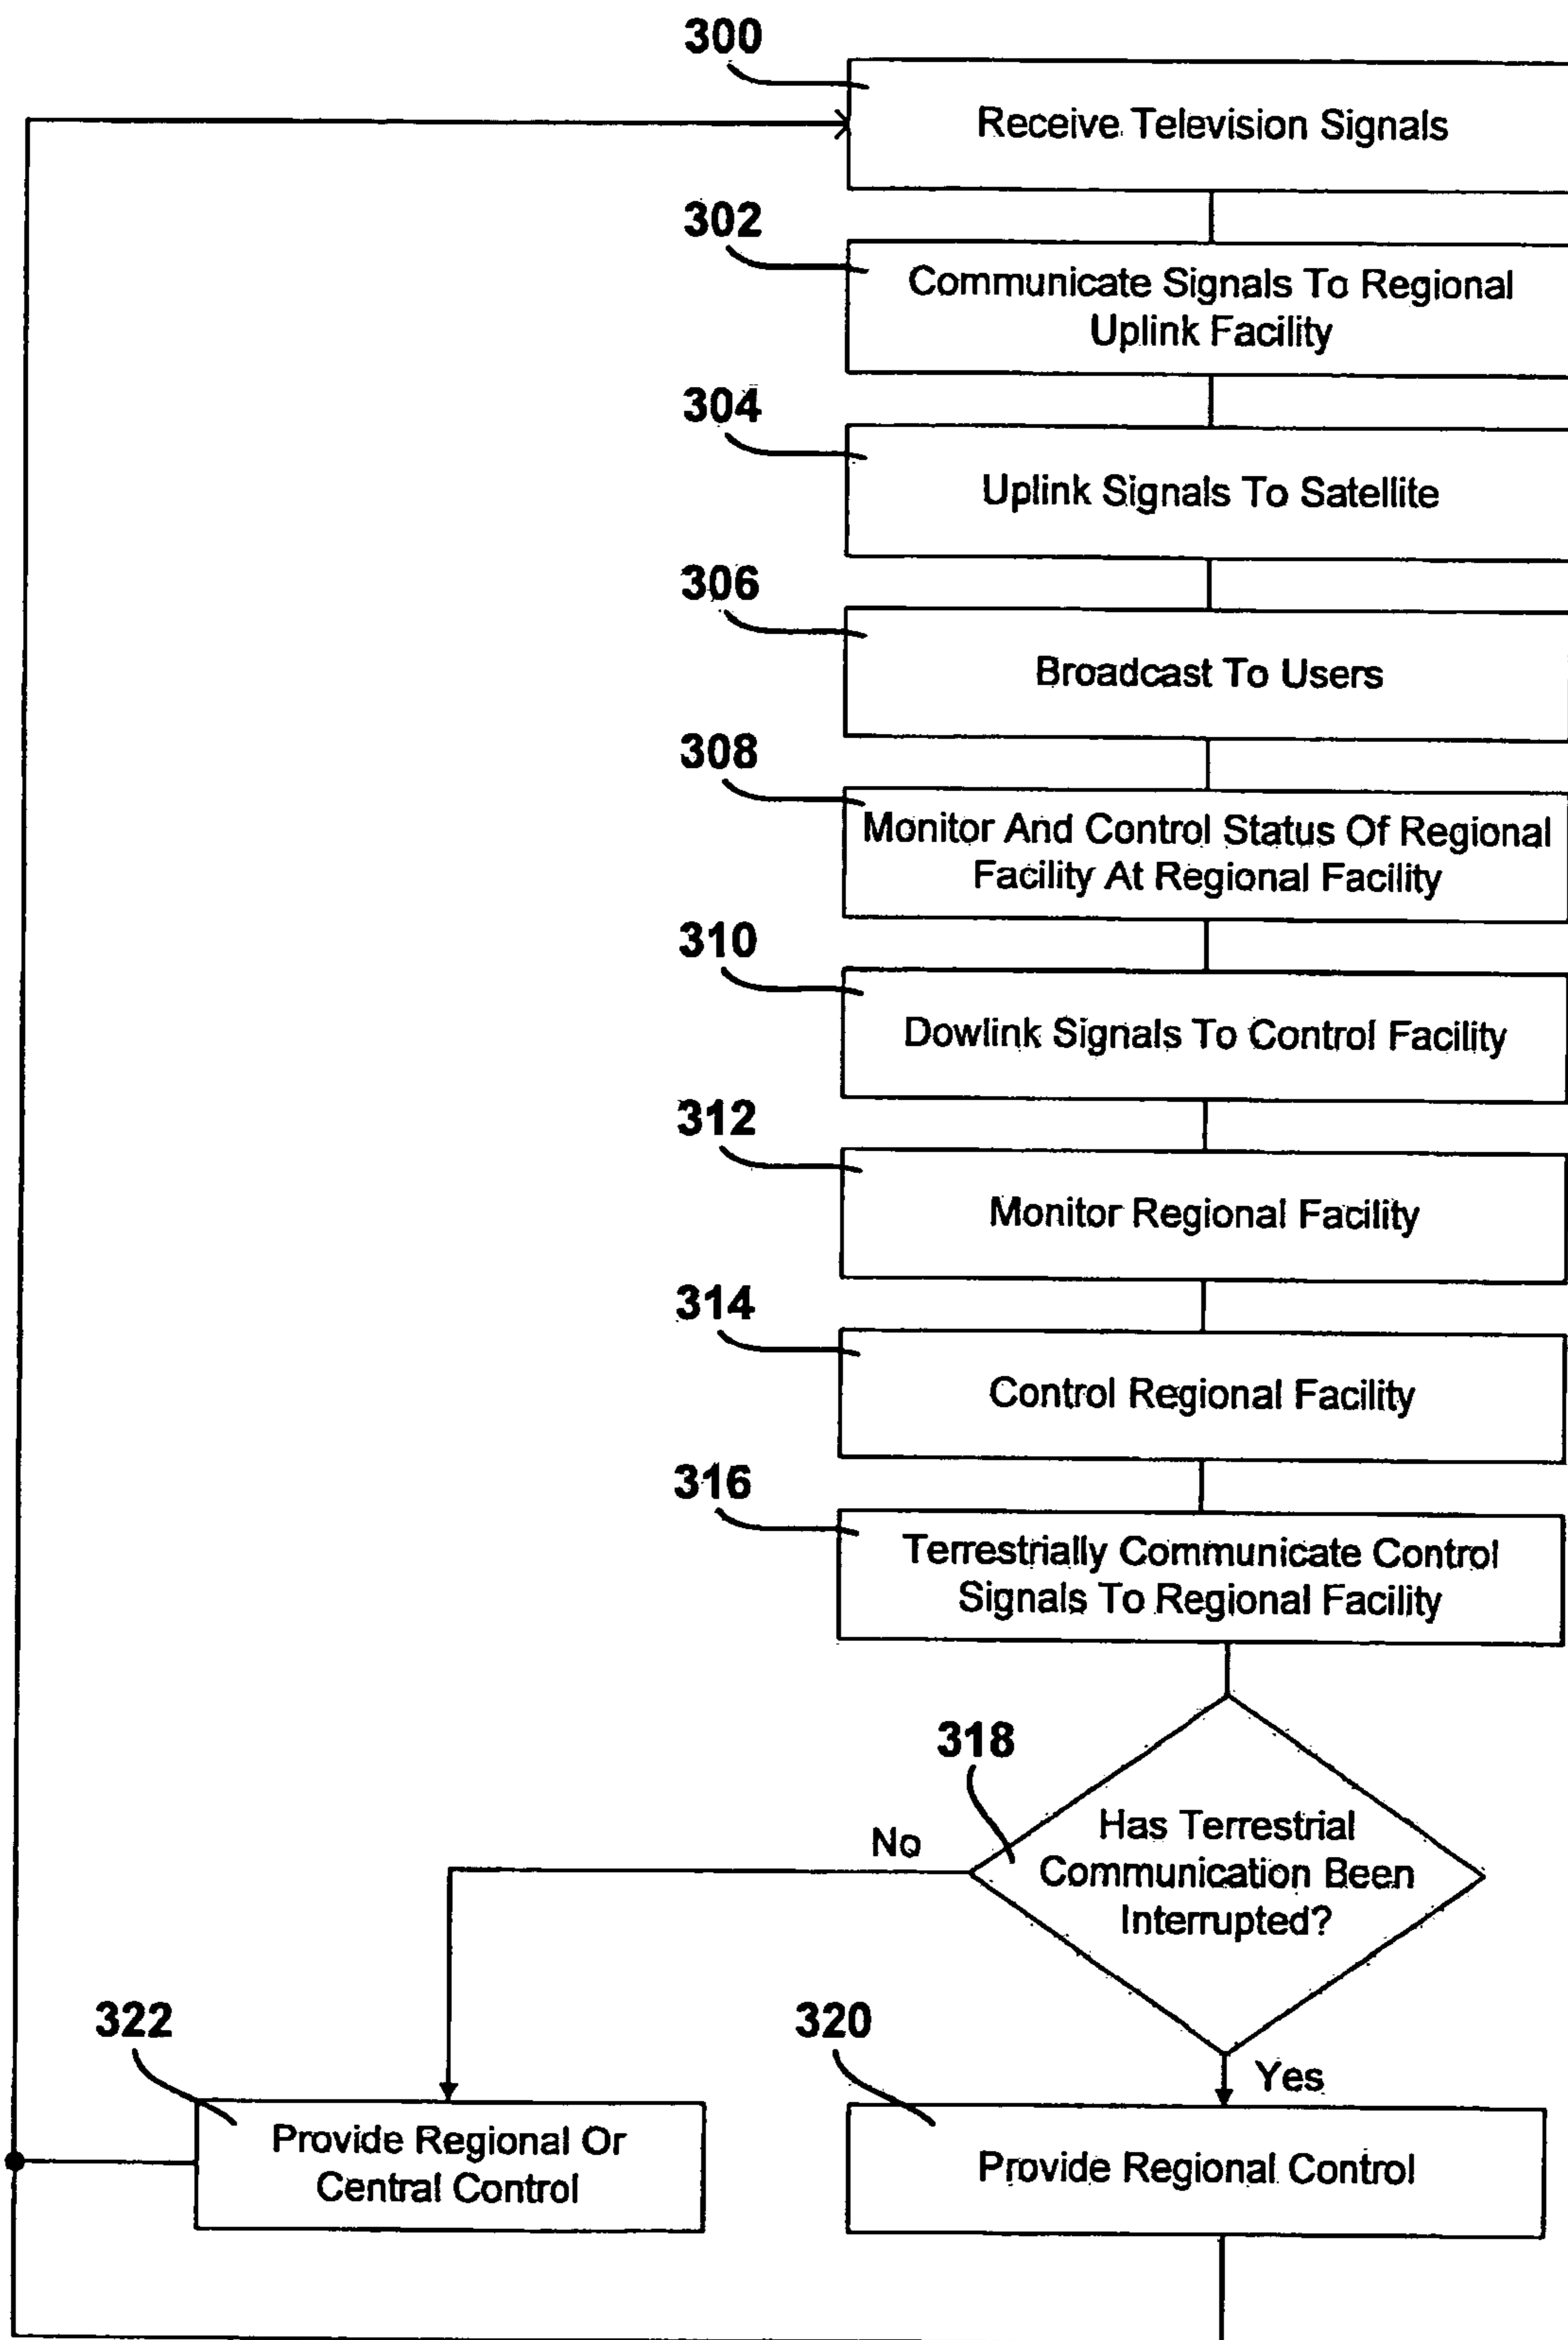 300
Receive Television Signals
302
Communicate Signals To Regional
Uplink Facility
304
Uplink Signals To Satellite
306
Broadcast To Users
308
Monitor And Control Status Of Regional
Facility At Regional Facility
310
Dowlink Signals To Control Facility
312
Monitor Regional Facility
314
Control Regional Facility
316
Terrestrially Communicate Control
Signals To Regional Facility
318
Has Terrestrial
Communication Been
Interrupted?
No
Yes
322
Provide Regional Or
Central Control
320
Provide Regional Control